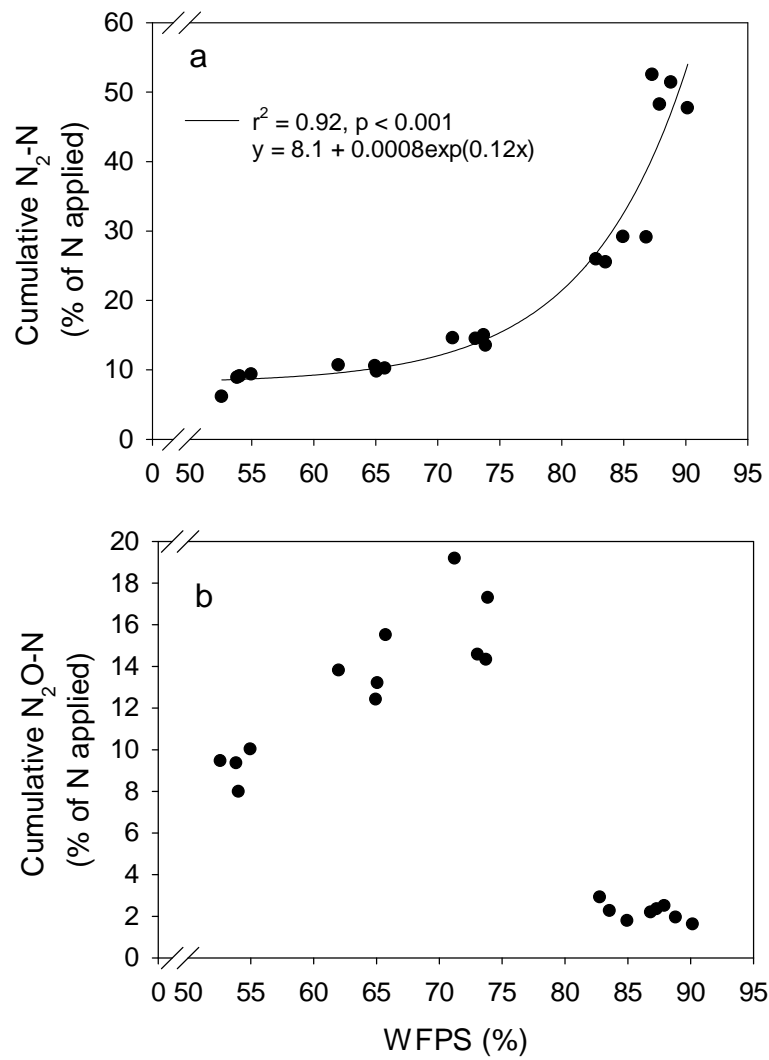 60
50
40
30
20
10
0
Cumulative N2-N
(% of N applied)
a
r2 = 0.92, p < 0.001
y = 8.1 + 0.0008exp(0.12x)
0 50 55 60 65 70 75 80 85 90 95
20
18
16
14
12
10
8
6
4
2
0
Cumulative N2O-N
(% of N applied)
b
0 50 55 60 65 70 75 80 85 90 95
WFPS (%)